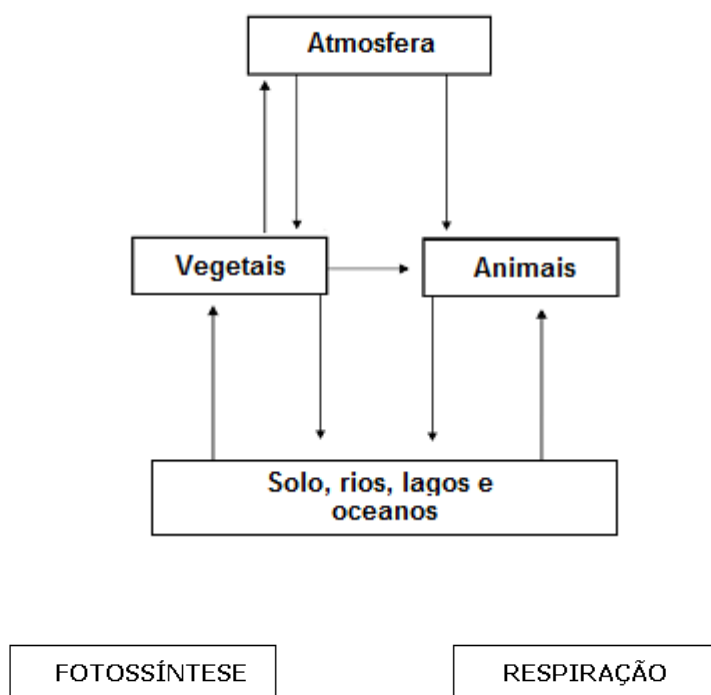 Atmosfera
Vegetais
Animais
Solo, rios, lagos e
oceanos
FOTOSSÍNTESE
RESPIRAÇÃO